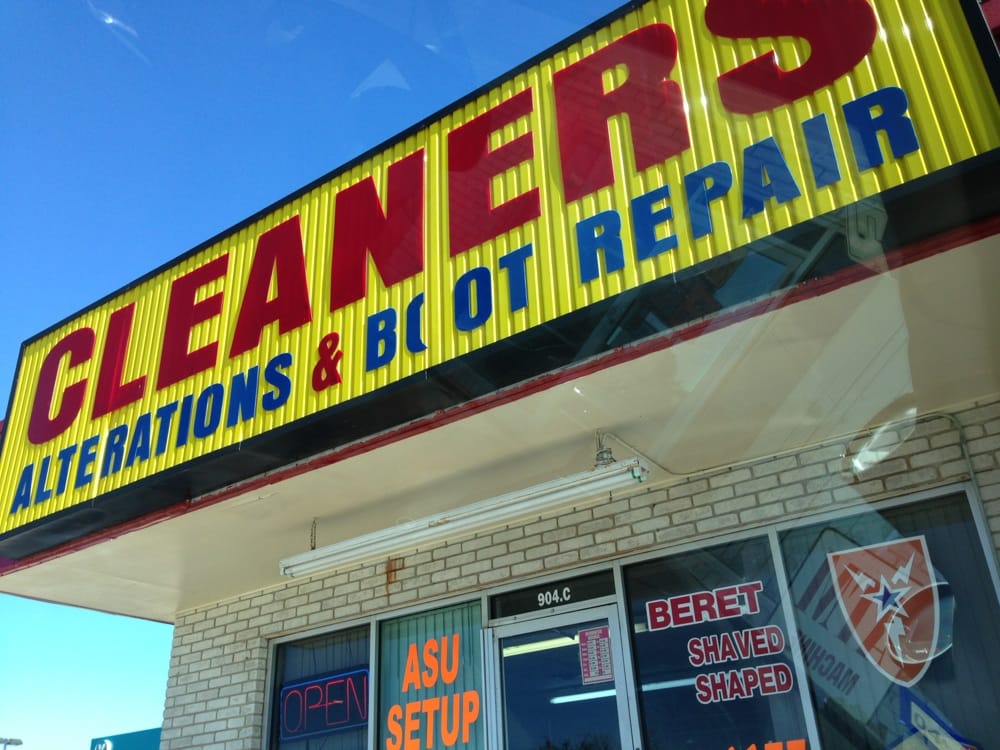 CLEANERS
ALTERATIONS & BOOT REPAIR
904.C
OPEN
ASU
SETUP
BERET
SHAVED
SHAPED